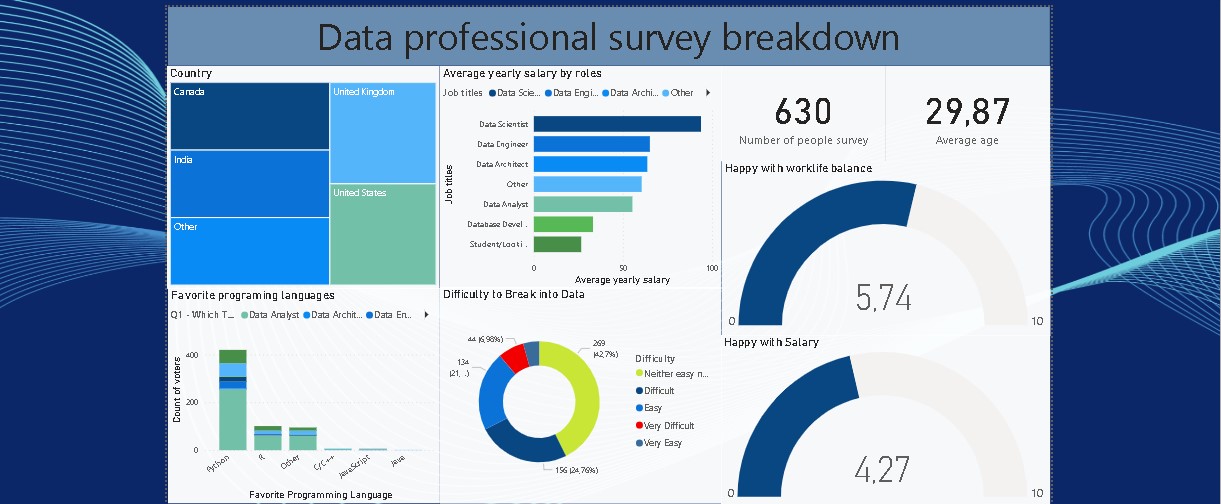 Data professional survey breakdown
Country
Canada
United Kingdom
India
United States
Other
Average yearly salary by roles
Job titles Data Scie... Data Engi... Data Archi... Other
Job titles
Data Scientist
Data Engineer
Data Architect
Other
Data Analyst
Database Devel...
Student/Looki...
0 50 100
Average yearly salary
630
Number of people survey
29,87
Average age
Happy with worklife balance
5,74
0 10
Favorite programing languages
Q1 - Which T... Data Analyst Data Archit... Data En...
Count of voters
400
200
0
Python R Other C/C++ JavaScript Java
Favorite Programming Language
Difficulty to Break into Data
44 (6,98%)
269
(42,7%)
134
(21,...)
156 (24,76%)
Difficulty
Neither easy n...
Difficult
Easy
Very Difficult
Very Easy
Happy with Salary
4,27
0 10